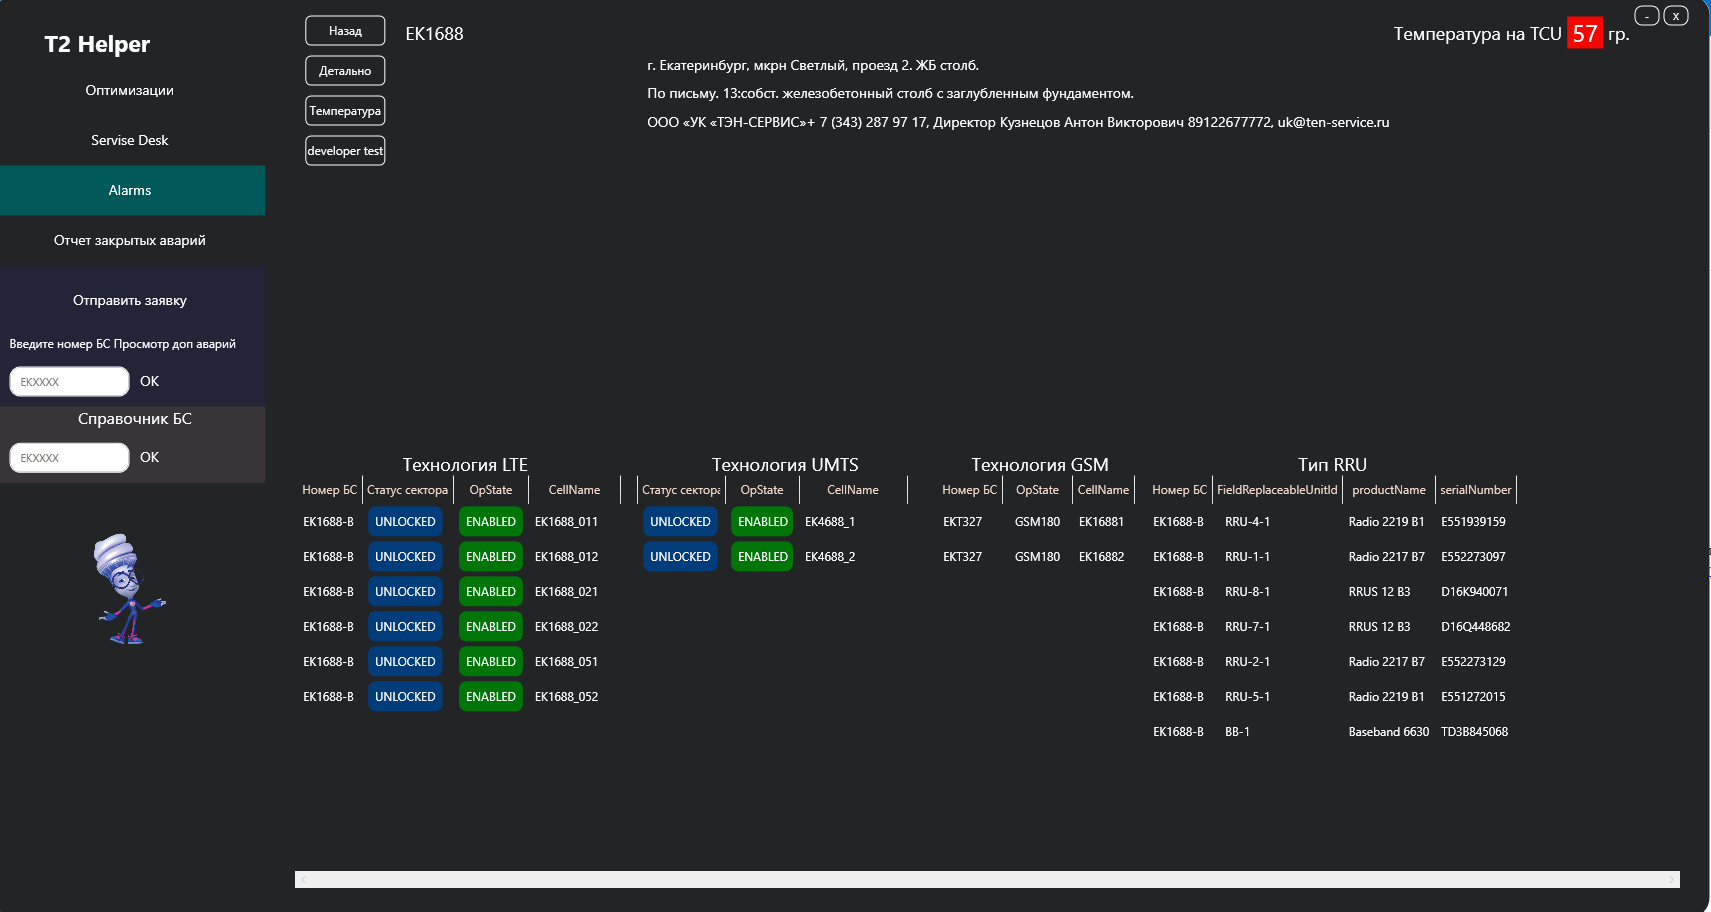 T2 Helper
Оптимизации
Servise Desk
Alarms
Отчет закрытых аварий
Отправить заявку
Введите номер БС Просмотр доп аварий
EKXXXX OK
Справочник БС
EKXXXX OK
Назад
Детально
Температура
developer test
EK1688
Температура на TCU 57 гр.
- x
г. Екатеринбург, мкрн Светлый, проезд 2. ЖБ столб.
По письму. 13:собст. железобетонный столб с заглубленным фундаментом.
ООО «УК «ТЭН-СЕРВИС»+ 7 (343) 287 97 17, Директор Кузнецов Антон Викторович 89122677772, uk@ten-service.ru
Технология LTE
Номер БС Статус сектора OpState CellName
EK1688-B UNLOCKED ENABLED EK1688_011
EK1688-B UNLOCKED ENABLED EK1688_012
EK1688-B UNLOCKED ENABLED EK1688_021
EK1688-B UNLOCKED ENABLED EK1688_022
EK1688-B UNLOCKED ENABLED EK1688_051
EK1688-B UNLOCKED ENABLED EK1688_052
Технология UMTS
Статус сектора OpState CellName
UNLOCKED ENABLED EK4688_1
UNLOCKED ENABLED EK4688_2
Технология GSM
Номер БС OpState CellName
EKT327 GSM180 EK16881
EKT327 GSM180 EK16882
Тип RRU
Номер БС FieldReplaceableUnitId productName serialNumber
EK1688-B RRU-4-1 Radio 2219 B1 E551939159
EK1688-B RRU-1-1 Radio 2217 B7 E552273097
EK1688-B RRU-8-1 RRUS 12 B3 D16K940071
EK1688-B RRU-7-1 RRUS 12 B3 D16Q448682
EK1688-B RRU-2-1 Radio 2217 B7 E552273129
EK1688-B RRU-5-1 Radio 2219 B1 E551272015
EK1688-B BB-1 Baseband 6630 TD3B845068